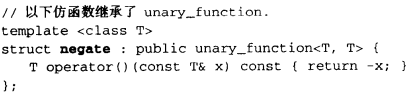 // 以下仿函数继承了 unary_function.
template <class T>
struct negate : public unary_function<T, T> {
T operator()(const T& x) const { return -x; }
};